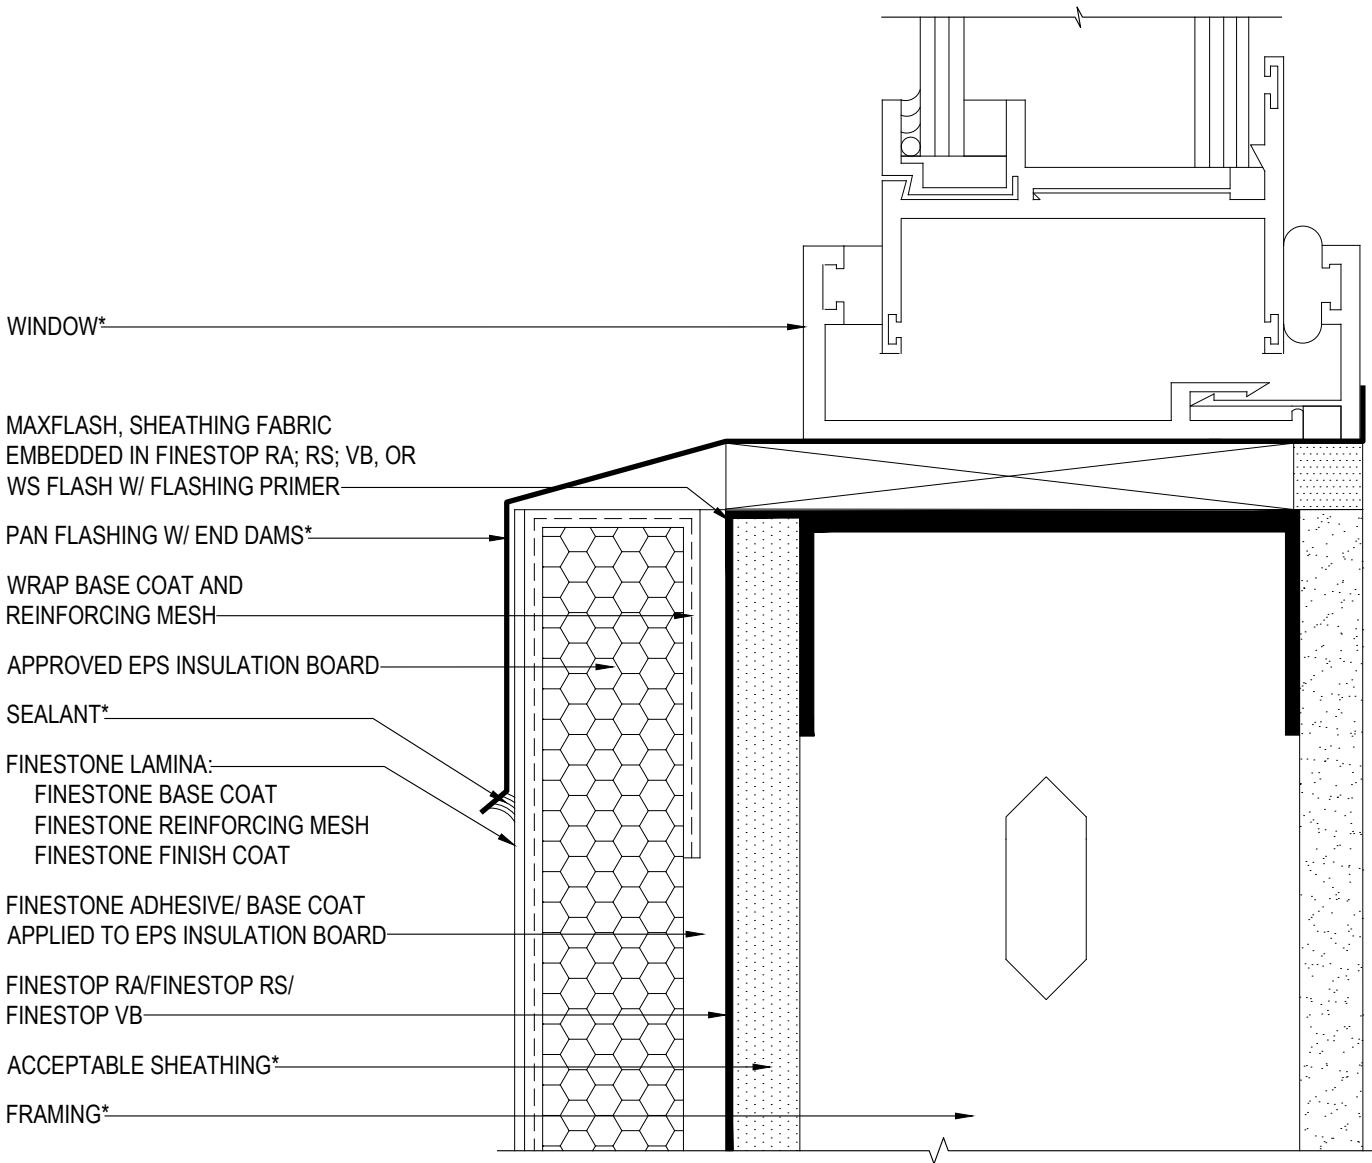 WINDOW*
MAXFLASH, SHEATHING FABRIC
EMBEDDED IN FINESTOP RA; RS; VB, OR
WS FLASH W/ FLASHING PRIMER
PAN FLASHING W/ END DAMS*
WRAP BASE COAT AND
REINFORCING MESH
APPROVED EPS INSULATION BOARD
SEALANT*
FINESTONE LAMINA:
FINESTONE BASE COAT
FINESTONE REINFORCING MESH
FINESTONE FINISH COAT
FINESTONE ADHESIVE/ BASE COAT
APPLIED TO EPS INSULATION BOARD
FINESTOP RA/FINESTOP RS/
FINESTOP VB
ACCEPTABLE SHEATHING*
FRAMING*